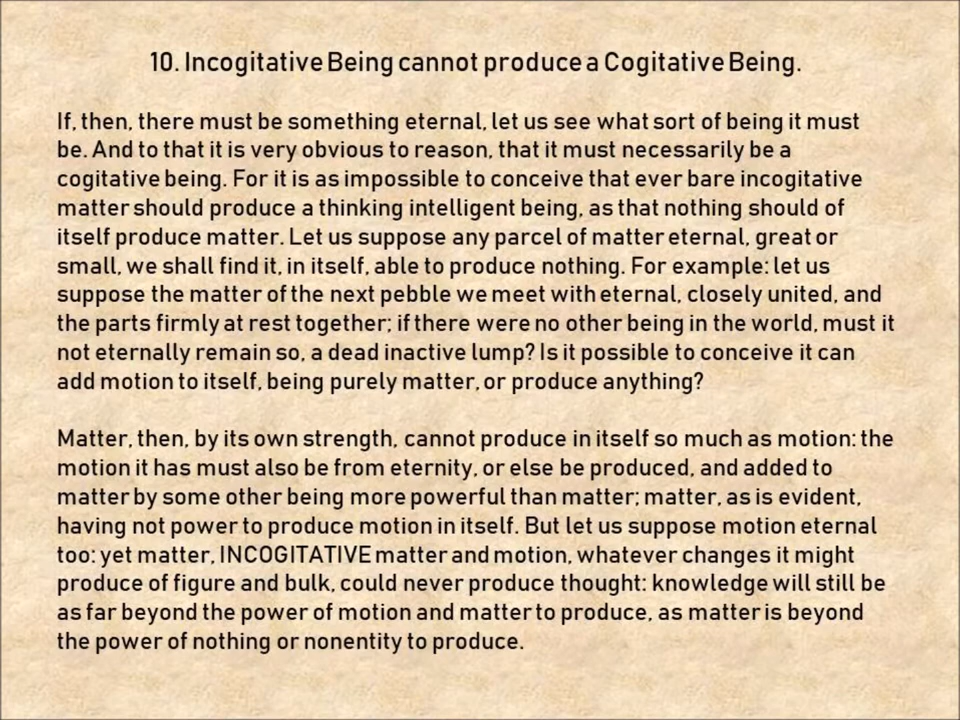 10. Incogitative Being cannot produce a Cogitative Being.
If, then, there must be something eternal, let us see what sort of being it must
be. And to that it is very obvious to reason, that it must necessarily be a
cogitative being. For it is as impossible to conceive that ever bare incogitative
matter should produce a thinking intelligent being, as that nothing should of
itself produce matter. Let us suppose any parcel of matter eternal, great or
small, we shall find it, in itself, able to produce nothing. For example: let us
suppose the matter of the next pebble we meet with eternal, closely united, and
the parts firmly at rest together; if there were no other being in the world, must it
not eternally remain so, a dead inactive lump? Is it possible to conceive it can
add motion to itself, being purely matter, or produce anything?
Matter, then, by its own strength, cannot produce in itself so much as motion: the
motion it has must also be from eternity, or else be produced, and added to
matter by some other being more powerful than matter; matter, as is evident,
having not power to produce motion in itself. But let us suppose motion eternal
too: yet matter, INCOGITATIVE matter and motion, whatever changes it might
produce of figure and bulk, could never produce thought: knowledge will still be
as far beyond the power of motion and matter to produce, as matter is beyond
the power of nothing or nonentity to produce.